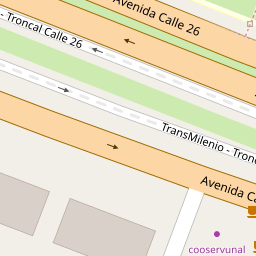 Avenida Calle 26
- Troncal Calle 26
TransMilenio - Tronc
Avenida Ca
cooservunal